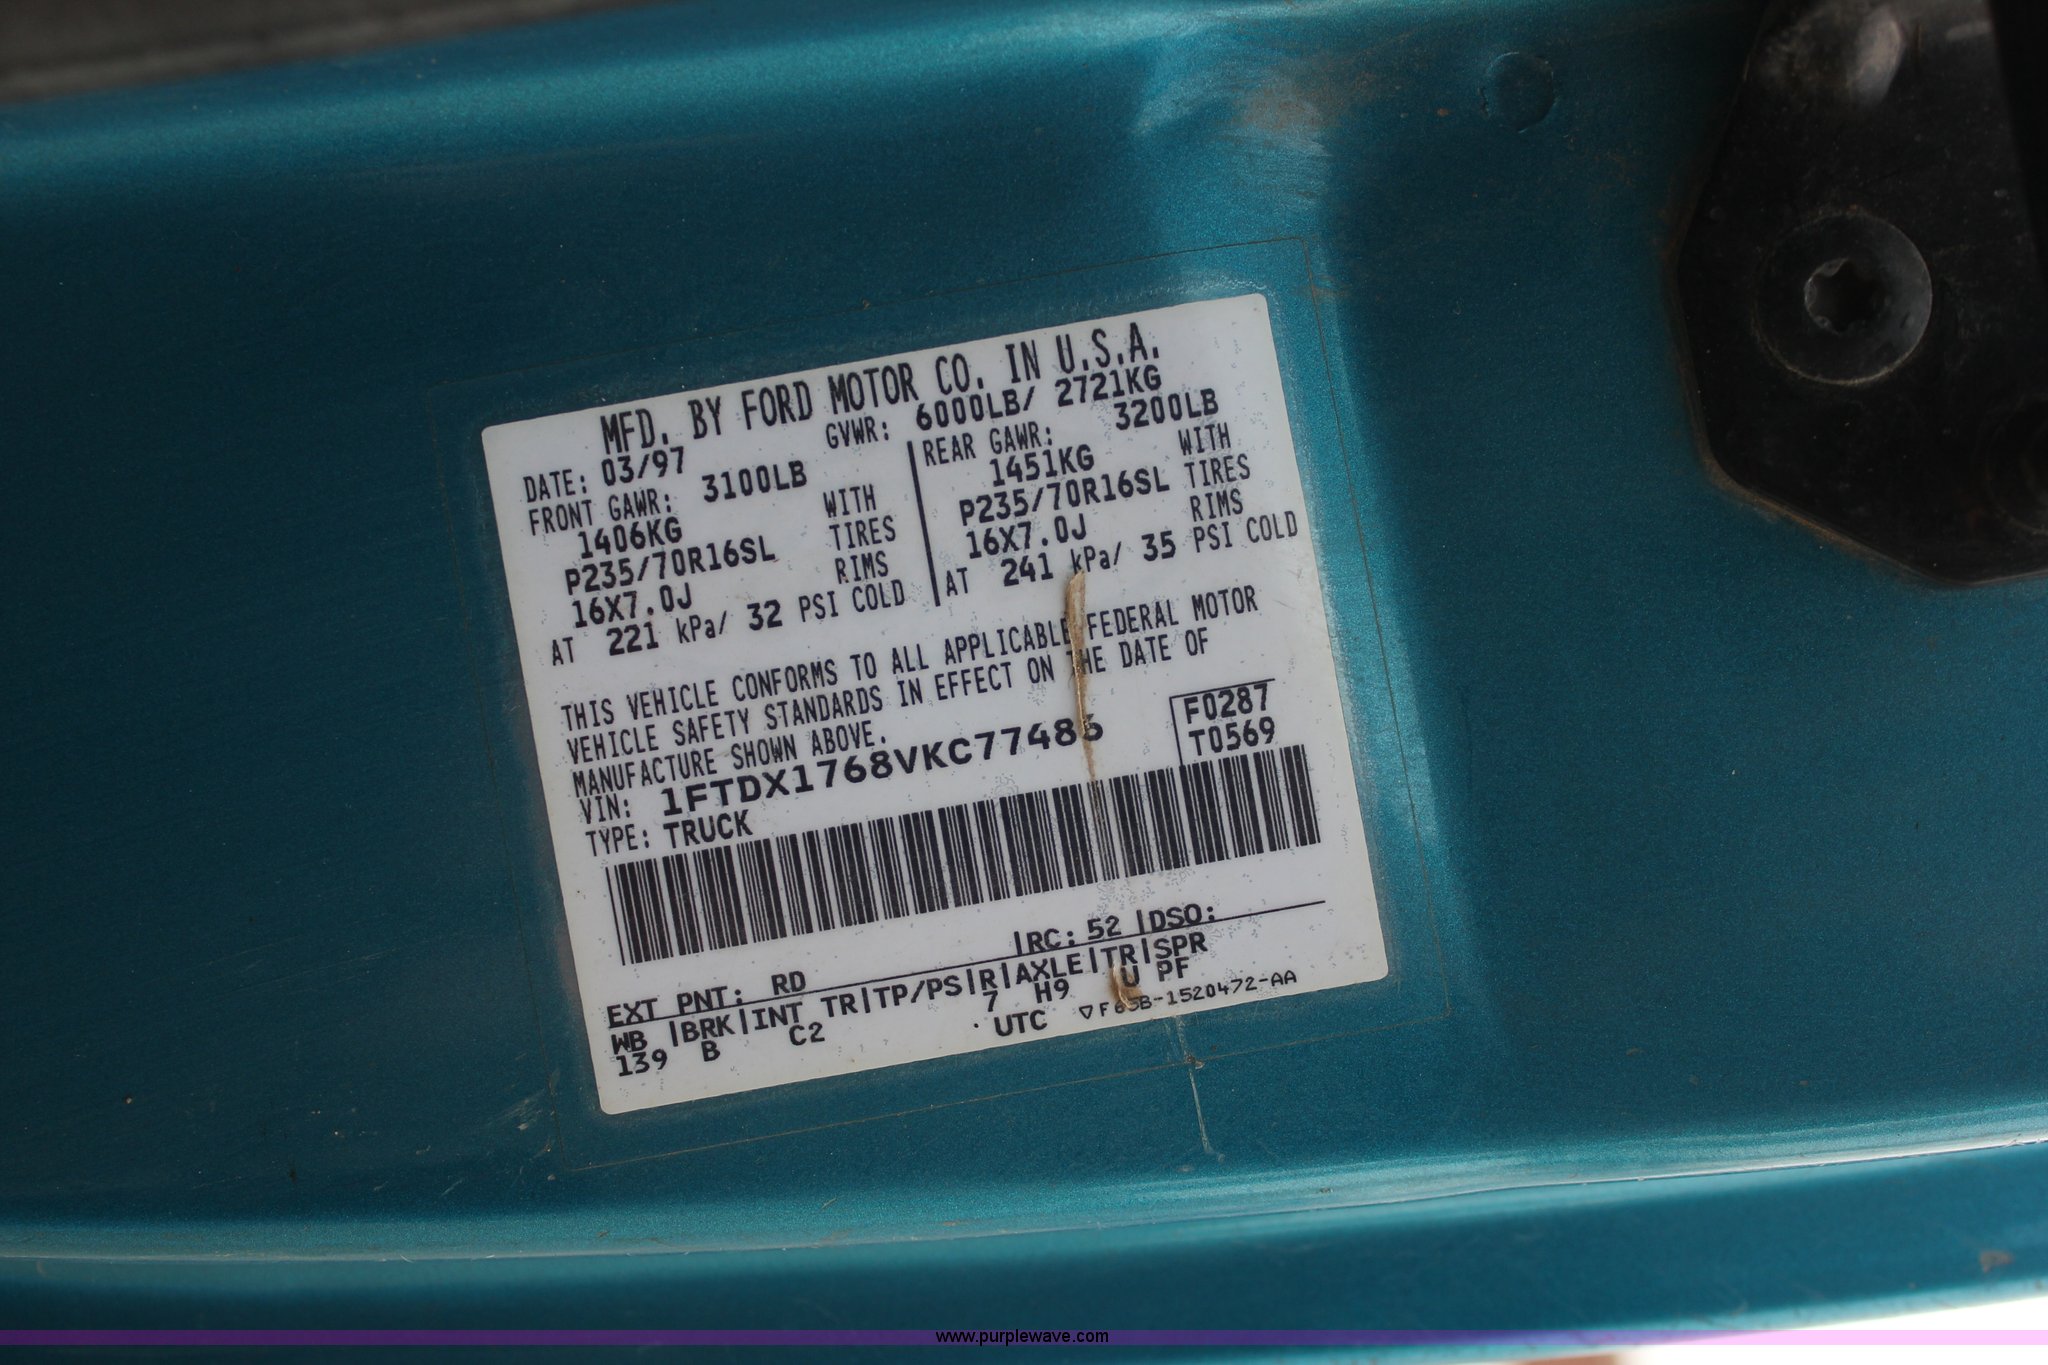 MFD. BY FORD MOTOR CO. IN U.S.A.
DATE: 03/97 GVWR: 6000LB/ 2721KG
FRONT GAWR: 3100LB
1406KG WITH
P235/70R16SL TIRES
16X7.0J RIMS
AT 221 kPa/ 32 PSI COLD
REAR GAWR: 3200LB
1451KG WITH
P235/70R16SL TIRES
16X7.0J RIMS
AT 241 kPa/ 35 PSI COLD
THIS VEHICLE CONFORMS TO ALL APPLICABLE FEDERAL MOTOR
VEHICLE SAFETY STANDARDS IN EFFECT ON THE DATE OF
MANUFACTURE SHOWN ABOVE.
VIN: 1FTDX1768VKC77486
TYPE: TRUCK
F0287
T0569
EXT PNT: RD |RC: 52 |DSO:
WB |BRK|INT TR|TP/PS|R|AXLE|TR|SPR
139 B C2 7 H9 U PF
UTC ▽F65B-1520472-AA
www.purplewave.com